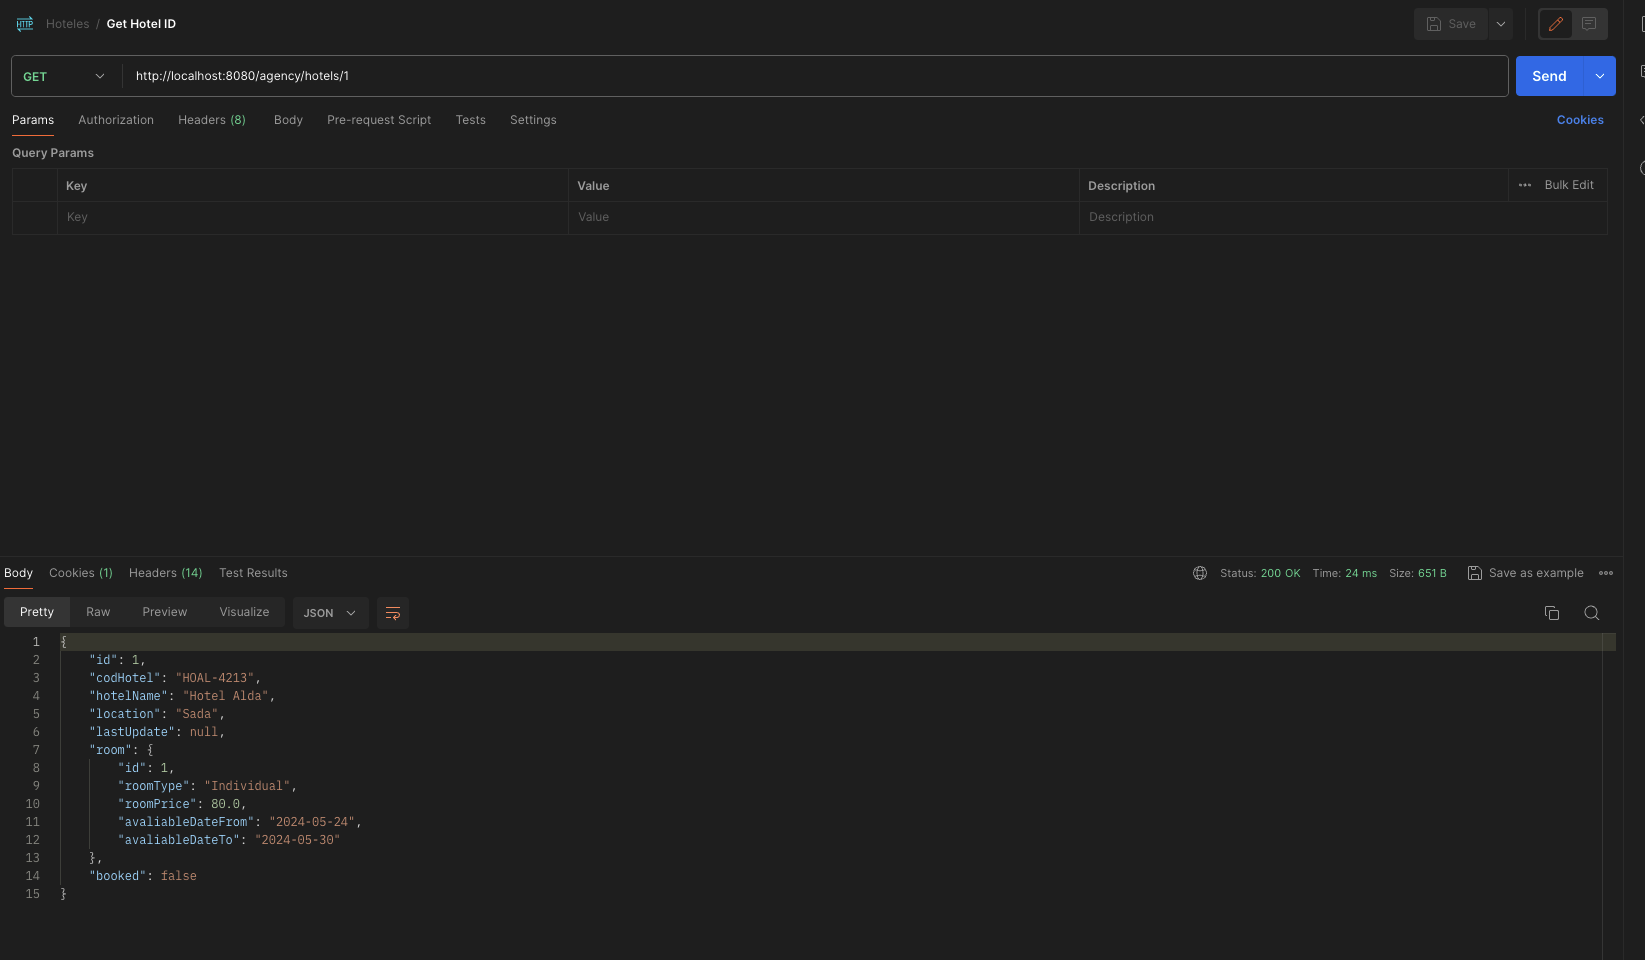 HTTP Hoteles / Get Hotel ID Save
GET http://localhost:8080/agency/hotels/1 Send
Params Authorization Headers (8) Body Pre-request Script Tests Settings Cookies
Query Params
Key Value Description ••• Bulk Edit
Key Value Description
Body Cookies (1) Headers (14) Test Results Status: 200 OK Time: 24 ms Size: 651 B Save as example
Pretty Raw Preview Visualize JSON
1 {
2 "id": 1,
3 "codHotel": "HOAL-4213",
4 "hotelName": "Hotel Alda",
5 "location": "Sada",
6 "lastUpdate": null,
7 "room": {
8 "id": 1,
9 "roomType": "Individual",
10 "roomPrice": 80.0,
11 "avaliableDateFrom": "2024-05-24",
12 "avaliableDateTo": "2024-05-30"
13 },
14 "booked": false
15 }